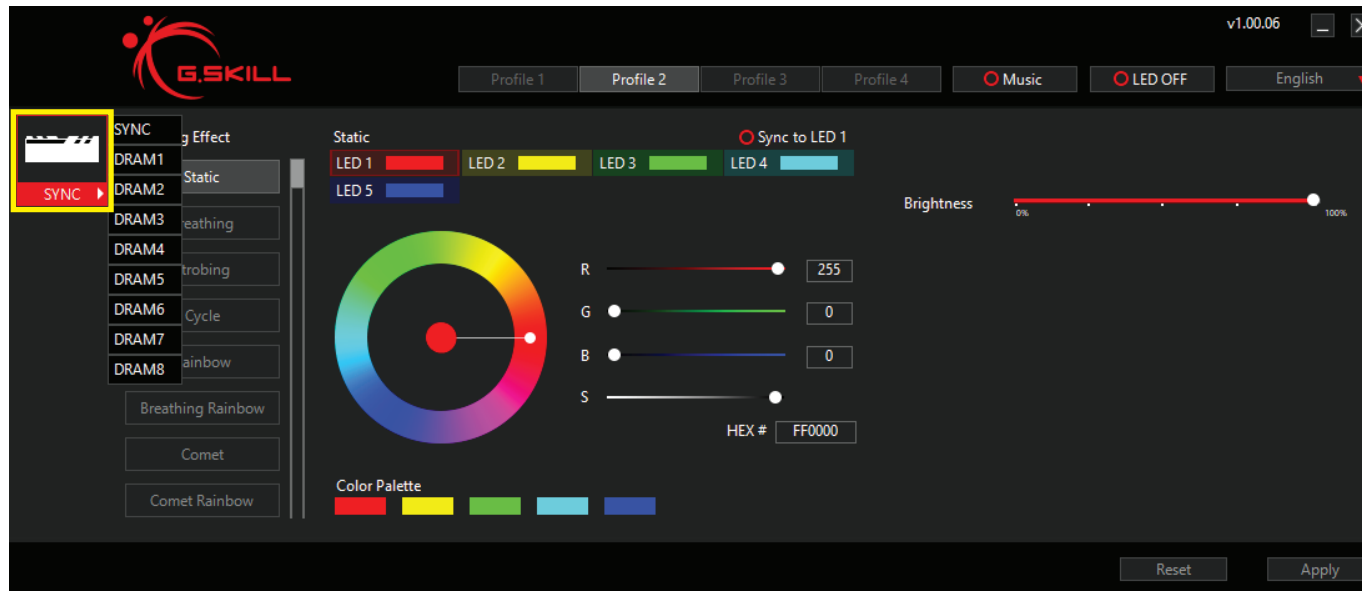 v1.00.06
G.SKILL
Profile 1
Profile 2
Profile 3
Profile 4
Music
LED OFF
English
SYNC
SYNC
DRAM1
DRAM2
DRAM3
DRAM4
DRAM5
DRAM6
DRAM7
DRAM8
g Effect
Static
reathing
trobing
Cycle
ainbow
Breathing Rainbow
Comet
Comet Rainbow
Static
Sync to LED 1
LED 1
LED 2
LED 3
LED 4
LED 5
R
255
G
0
B
0
S
HEX #
FF0000
Color Palette
Brightness
0%
100%
Reset
Apply